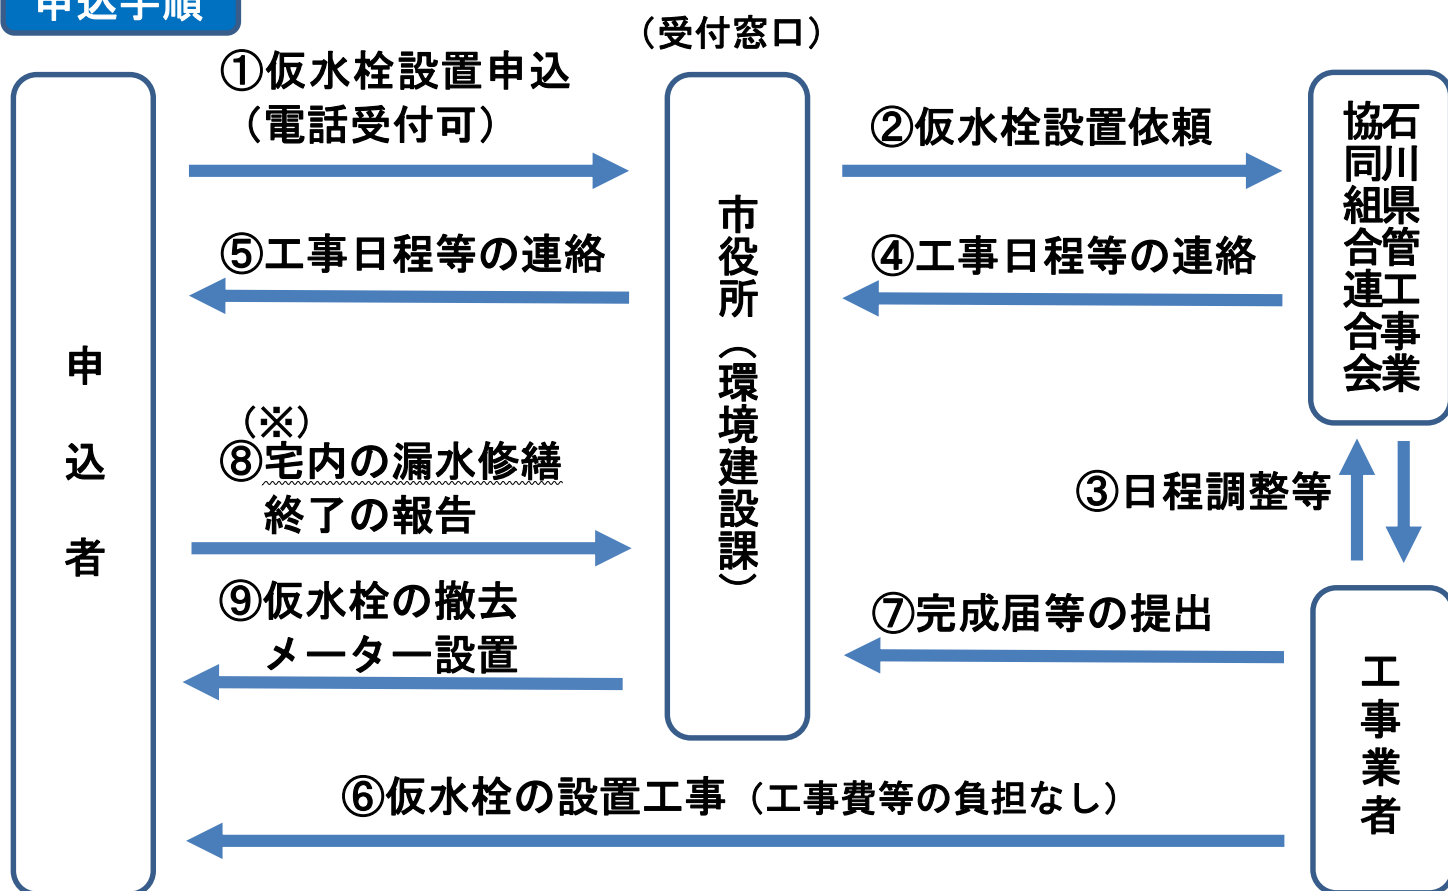 申込手順
(受付窓口)
①仮水栓設置申込
(電話受付可)
②仮水栓設置依頼
⑤工事日程等の連絡
④工事日程等の連絡
申込者
市役所(環境建設課)
石川県管工事業
協同組合連合会
(※)
⑧宅内の漏水修繕
終了の報告
③日程調整等
⑨仮水栓の撤去
メーター設置
⑦完成届等の提出
工事業者
⑥仮水栓の設置工事(工事費等の負担なし)